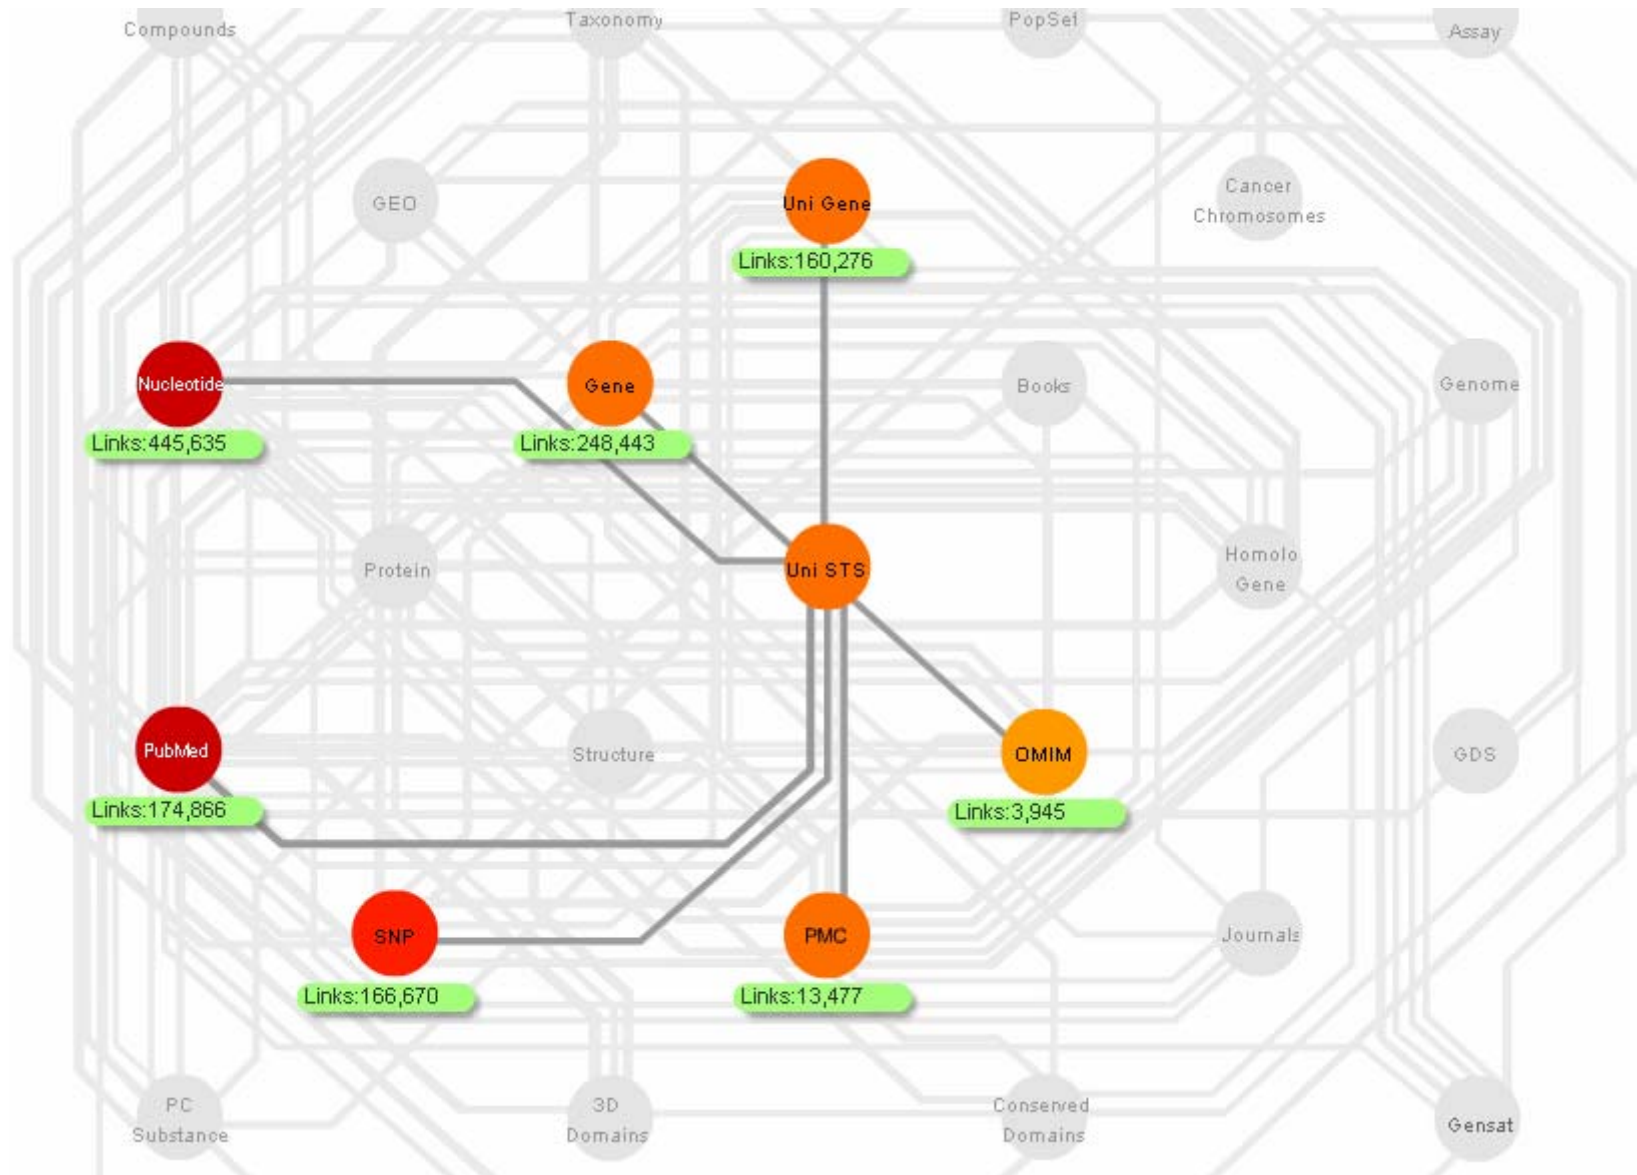 Compounds
Taxonomy
PopSet
Assay
GEO
Uni Gene
Cancer
Chromosomes
Links:160,276
Nucleotide
Gene
Books
Genome
Links:445,635
Links:248,443
Protein
Uni STS
Homolo
Gene
PubMed
Structure
OMIM
GDS
Links:174,866
Links:3,945
SNP
PMC
Journals
Links:166,670
Links:13,477
PC
Substance
3D
Domains
Conserved
Domains
Gensat